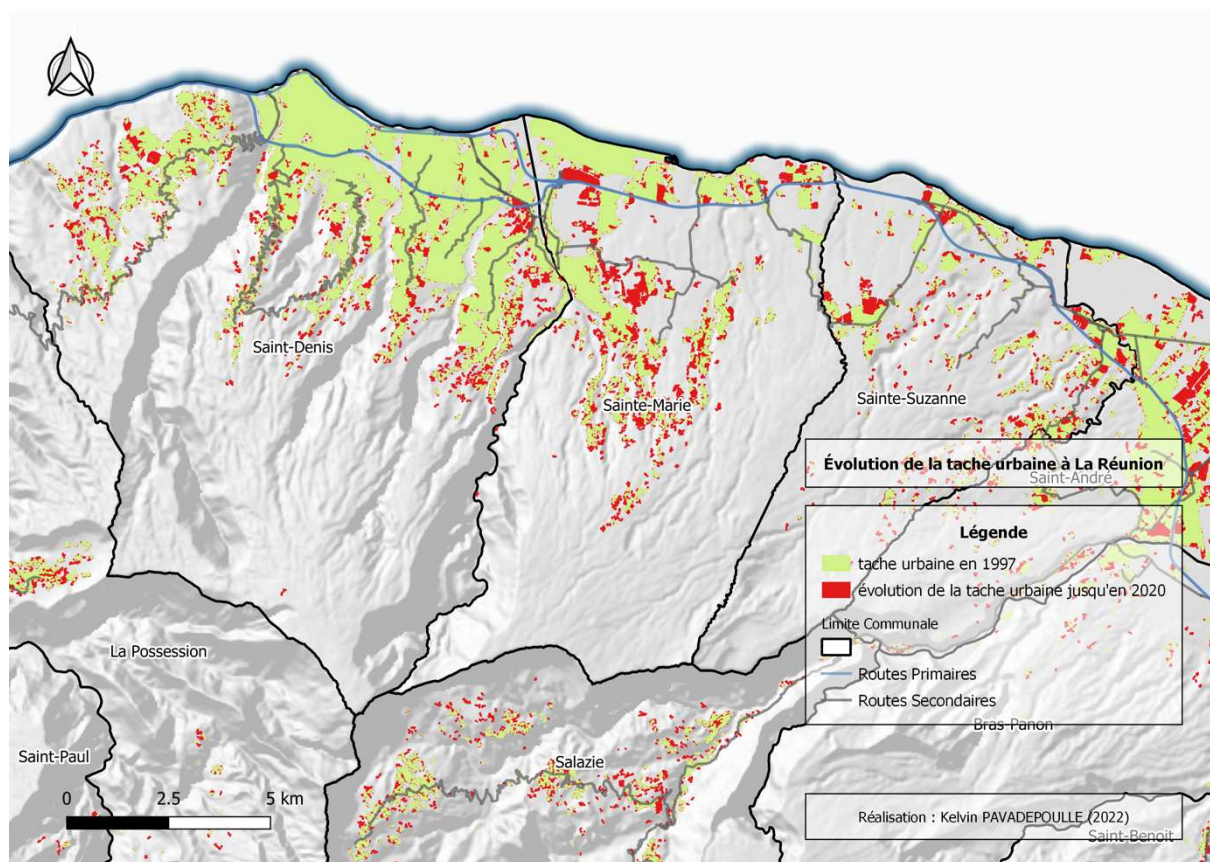 Saint-Denis
Sainte-Marie
Sainte-Suzanne
Évolution de la tache urbaine à La Réunion
Saint-André
Légende
tache urbaine en 1997
évolution de la tache urbaine jusqu'en 2020
Limite Communale
Routes Primaires
Routes Secondaires
La Possession
Bras-Panon
Saint-Paul
Salazie
0 2.5 5 km
Réalisation : Kelvin PAVADEPOULLE (2022)
Saint-Benoit